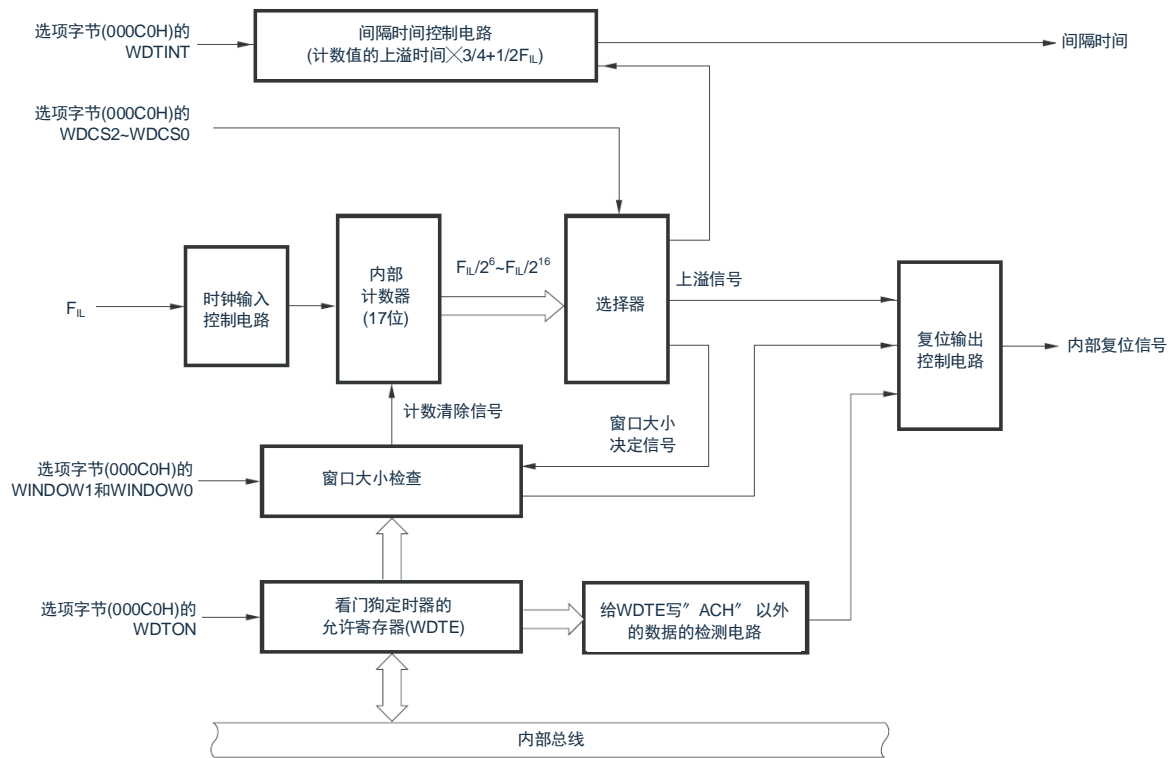 选项字节(000C0H)的
WDTINT
间隔时间控制电路
(计数值的上溢时间╳3/4+1/2FIL)
间隔时间
选项字节(000C0H)的
WDCS2~WDCS0
FIL
时钟输入
控制电路
内部
计数器
(17位)
FIL/2⁶~FIL/2¹⁶
选择器
上溢信号
复位输出
控制电路
内部复位信号
计数清除信号
窗口大小
决定信号
选项字节(000C0H)的
WINDOW1和WINDOW0
窗口大小检查
选项字节(000C0H)的
WDTON
看门狗定时器的
允许寄存器(WDTE)
给WDTE写″ACH″ 以外
的数据的检测电路
内部总线